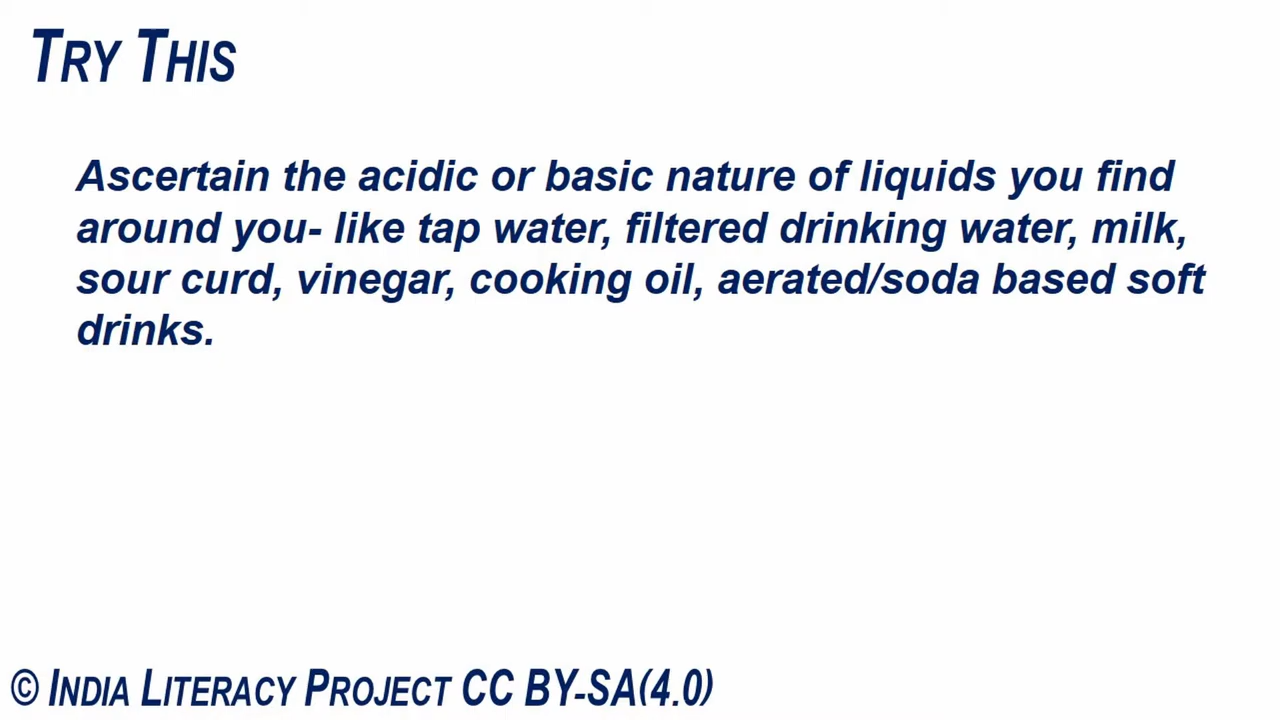 Try This
Ascertain the acidic or basic nature of liquids you find
around you- like tap water, filtered drinking water, milk,
sour curd, vinegar, cooking oil, aerated/soda based soft
drinks.
© India Literacy Project CC BY-SA(4.0)